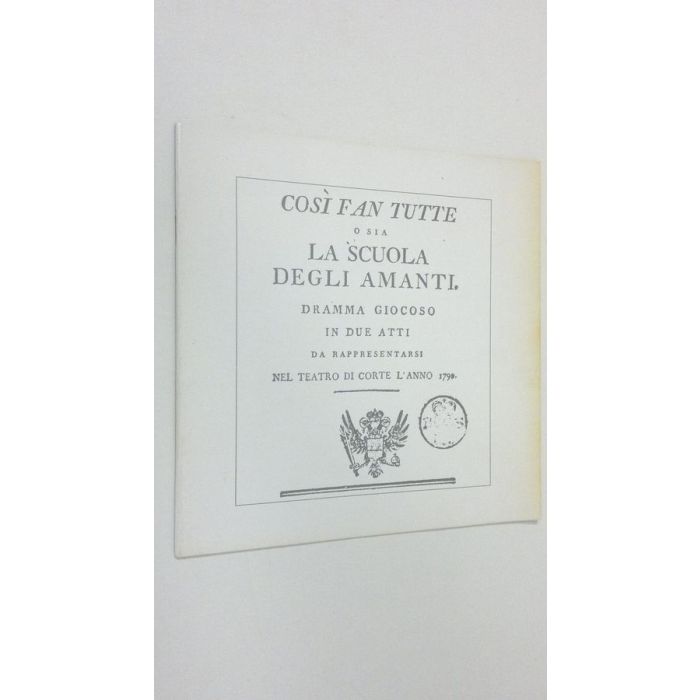 COSÌ FAN TUTTE
O SIA
LA SCUOLA
DEGLI AMANTI.
DRAMMA GIOCOSO
IN DUE ATTI
DA RAPPRESENTARSI
NEL TEATRO DI CORTE L'ANNO 1790.